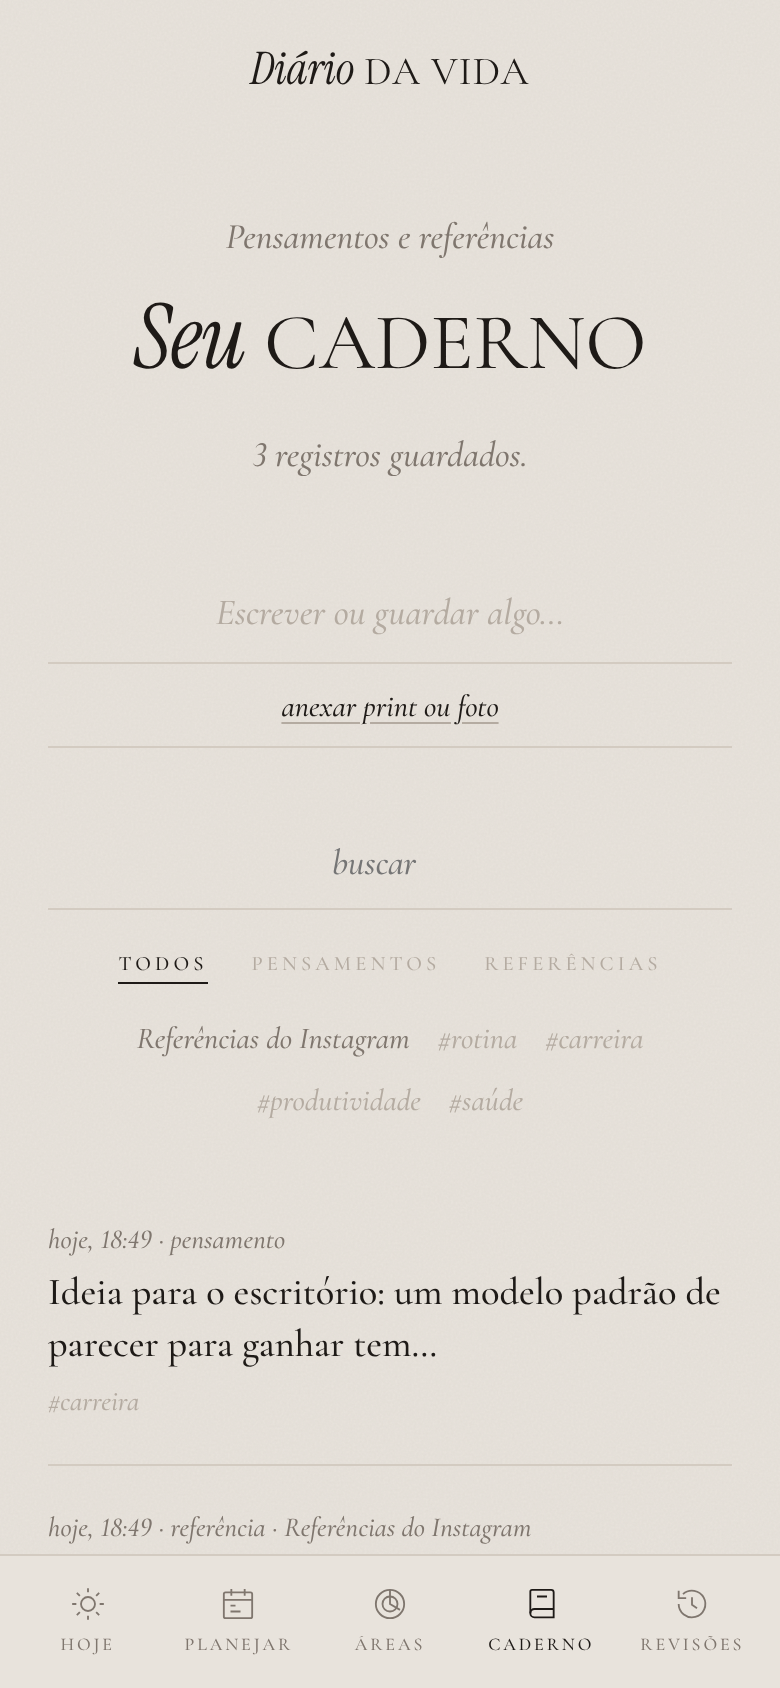 Diário DA VIDA
Pensamentos e referências
Seu CADERNO
3 registros guardados.
Escrever ou guardar algo...
anexar print ou foto
buscar
TODOS PENSAMENTOS REFERÊNCIAS
Referências do Instagram #rotina #carreira
#produtividade #saúde
hoje, 18:49 · pensamento
Ideia para o escritório: um modelo padrão de
parecer para ganhar tem...
#carreira
hoje, 18:49 · referência · Referências do Instagram
HOJE PLANEJAR ÁREAS CADERNO REVISÕES